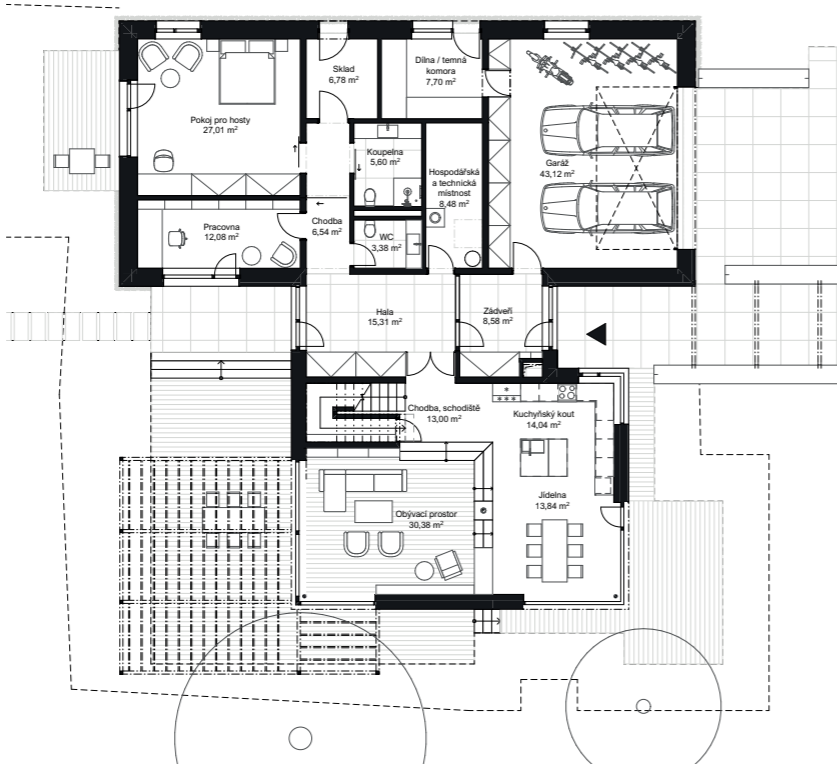 Sklad
6,78 m²
Dílna / temná
komora
7,70 m²
Pokoj pro hosty
27,01 m²
Koupelna
5,60 m²
Garáž
43,12 m²
Hospodářská
a technická
místnost
8,48 m²
Pracovna
12,08 m²
Chodba
6,54 m²
WC
3,38 m²
Hala
15,31 m²
Zádveří
8,58 m²
Chodba, schodiště
13,00 m²
Kuchyňský kout
14,04 m²
Jídelna
13,84 m²
Obývací prostor
30,38 m²